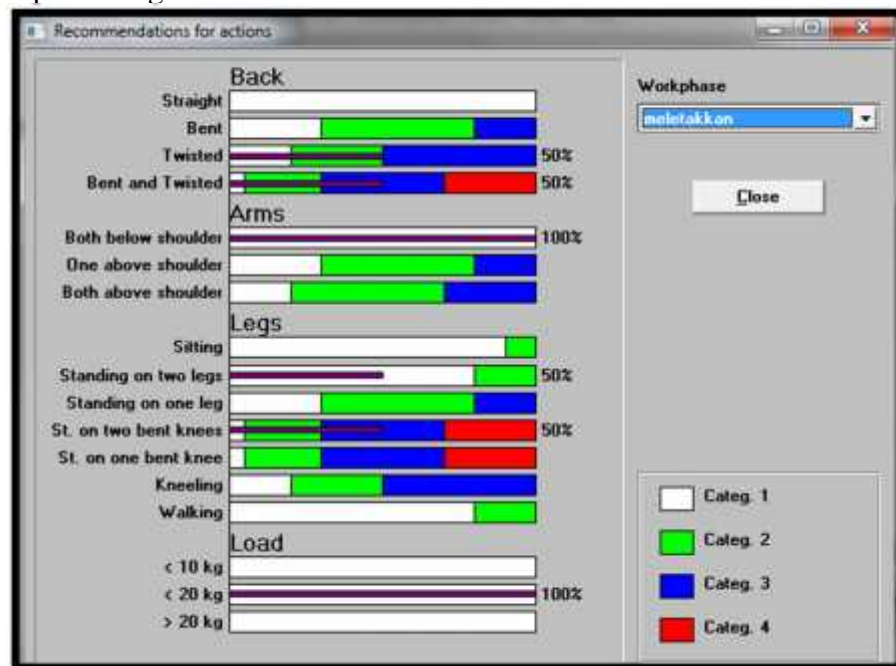 Recommendations for actions
Back
Straight
Bent
Twisted 50%
Bent and Twisted 50%
Arms
Both below shoulder 100%
One above shoulder
Both above shoulder
Legs
Sitting
Standing on two legs 50%
Standing on one leg
St. on two bent knees 50%
St. on one bent knee
Kneeling
Walking
Load
< 10 kg
< 20 kg 100%
> 20 kg
Workphase
meletakkan
Close
Categ. 1
Categ. 2
Categ. 3
Categ. 4